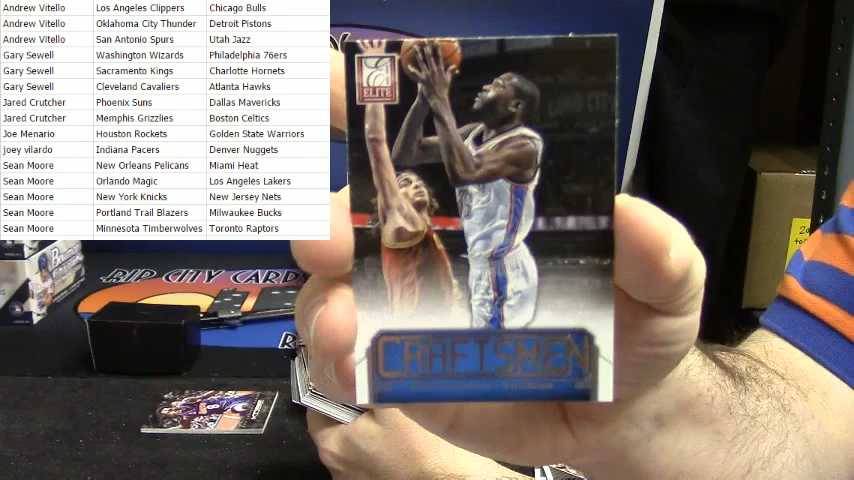 Andrew Vitello Los Angeles Clippers Chicago Bulls
Andrew Vitello Oklahoma City Thunder Detroit Pistons
Andrew Vitello San Antonio Spurs Utah Jazz
Gary Sewell Washington Wizards Philadelphia 76ers
Gary Sewell Sacramento Kings Charlotte Hornets
Gary Sewell Cleveland Cavaliers Atlanta Hawks
Jared Crutcher Phoenix Suns Dallas Mavericks
Jared Crutcher Memphis Grizzlies Boston Celtics
Joe Menario Houston Rockets Golden State Warriors
joey vilardo Indiana Pacers Denver Nuggets
Sean Moore New Orleans Pelicans Miami Heat
Sean Moore Orlando Magic Los Angeles Lakers
Sean Moore New York Knicks New Jersey Nets
Sean Moore Portland Trail Blazers Milwaukee Bucks
Sean Moore Minnesota Timberwolves Toronto Raptors
ELITE
RIP CITY CARDS
CRAFTSMEN